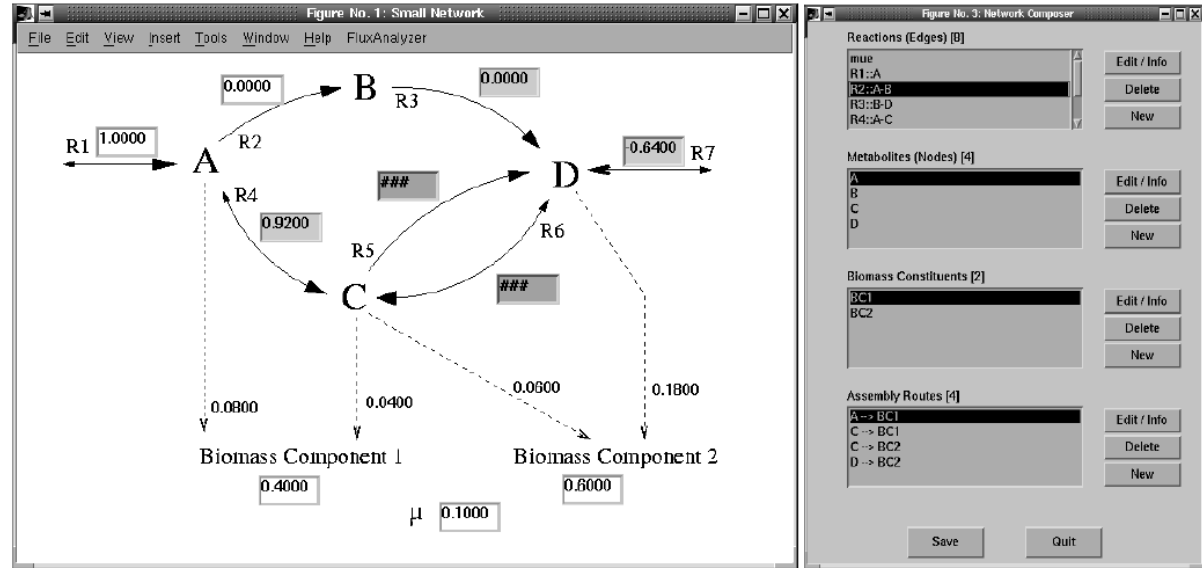 Figure No. 1: Small Network
File Edit View Insert Tools Window Help FluxAnalyzer
0.0000
B
R3
0.0000
R1
1.0000
R2
A
-0.6400
R7
###
D
R4
0.9200
R5
R6
###
C
0.0800
0.0400
0.0600
0.1800
Biomass Component 1
Biomass Component 2
0.4000
0.6000
μ 0.1000
Figure No. 3: Network Composer
Reactions (Edges) [8]
mue
R1::A
R2::A-B
R3::B-D
R4::A-C
Edit / Info
Delete
New
Metabolites (Nodes) [4]
A
B
C
D
Edit / Info
Delete
New
Biomass Constituents [2]
BC1
BC2
Edit / Info
Delete
New
Assembly Routes [4]
A --> BC1
C --> BC1
C --> BC2
D --> BC2
Edit / Info
Delete
New
Save
Quit